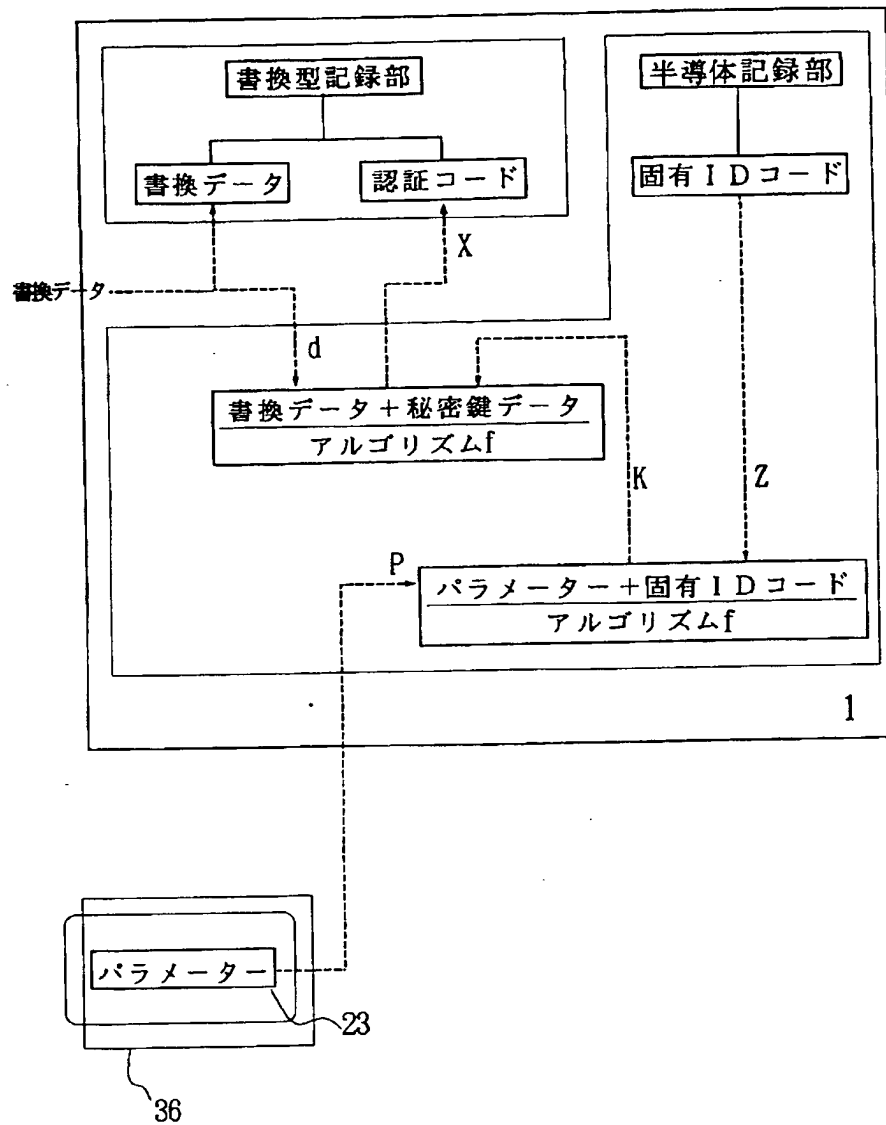 書換型記録部
半導体記録部
書換データ
認証コード
固有IDコード
X
書換データ
d
書換データ+秘密鍵データ
アルゴリズムf
K
Z
P
パラメーター+固有IDコード
アルゴリズムf
1
パラメーター
23
36